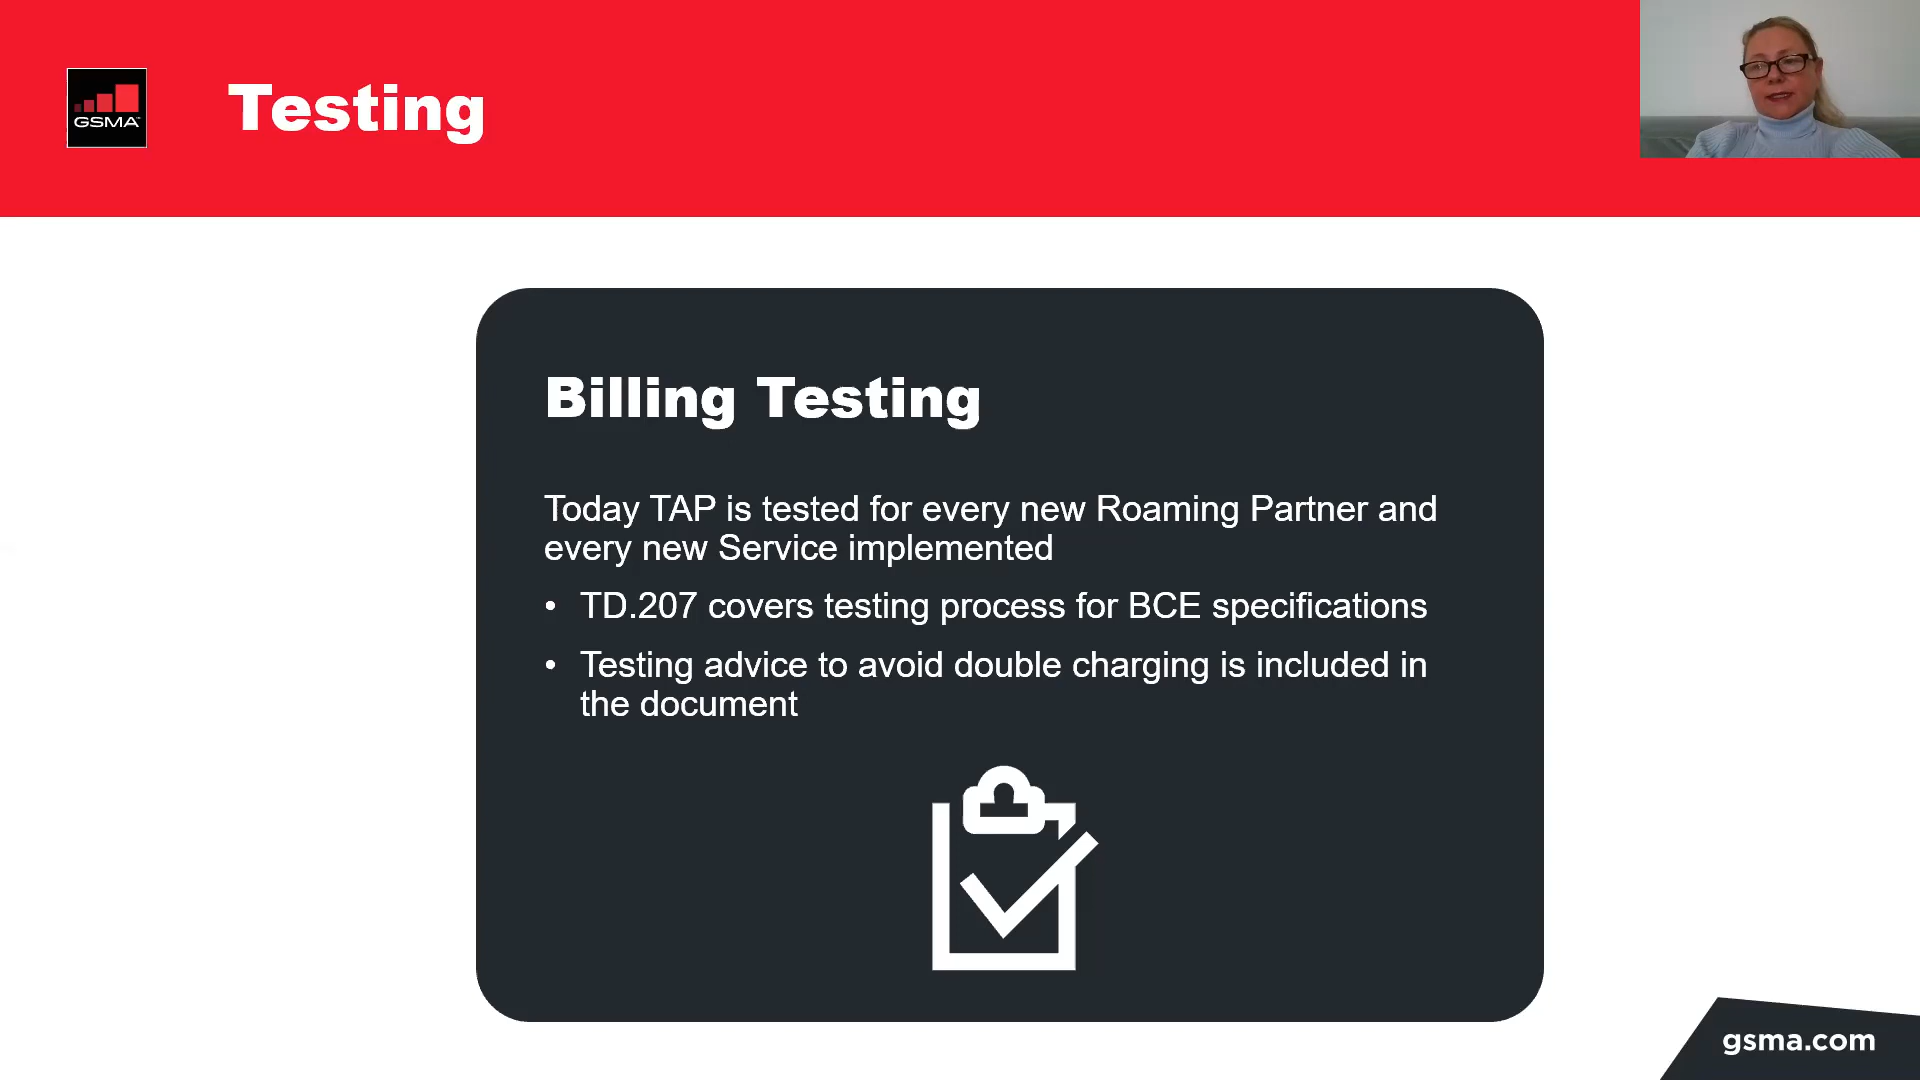 GSMA
Testing
Billing Testing
Today TAP is tested for every new Roaming Partner and
every new Service implemented
• TD.207 covers testing process for BCE specifications
• Testing advice to avoid double charging is included in
the document
gsma.com